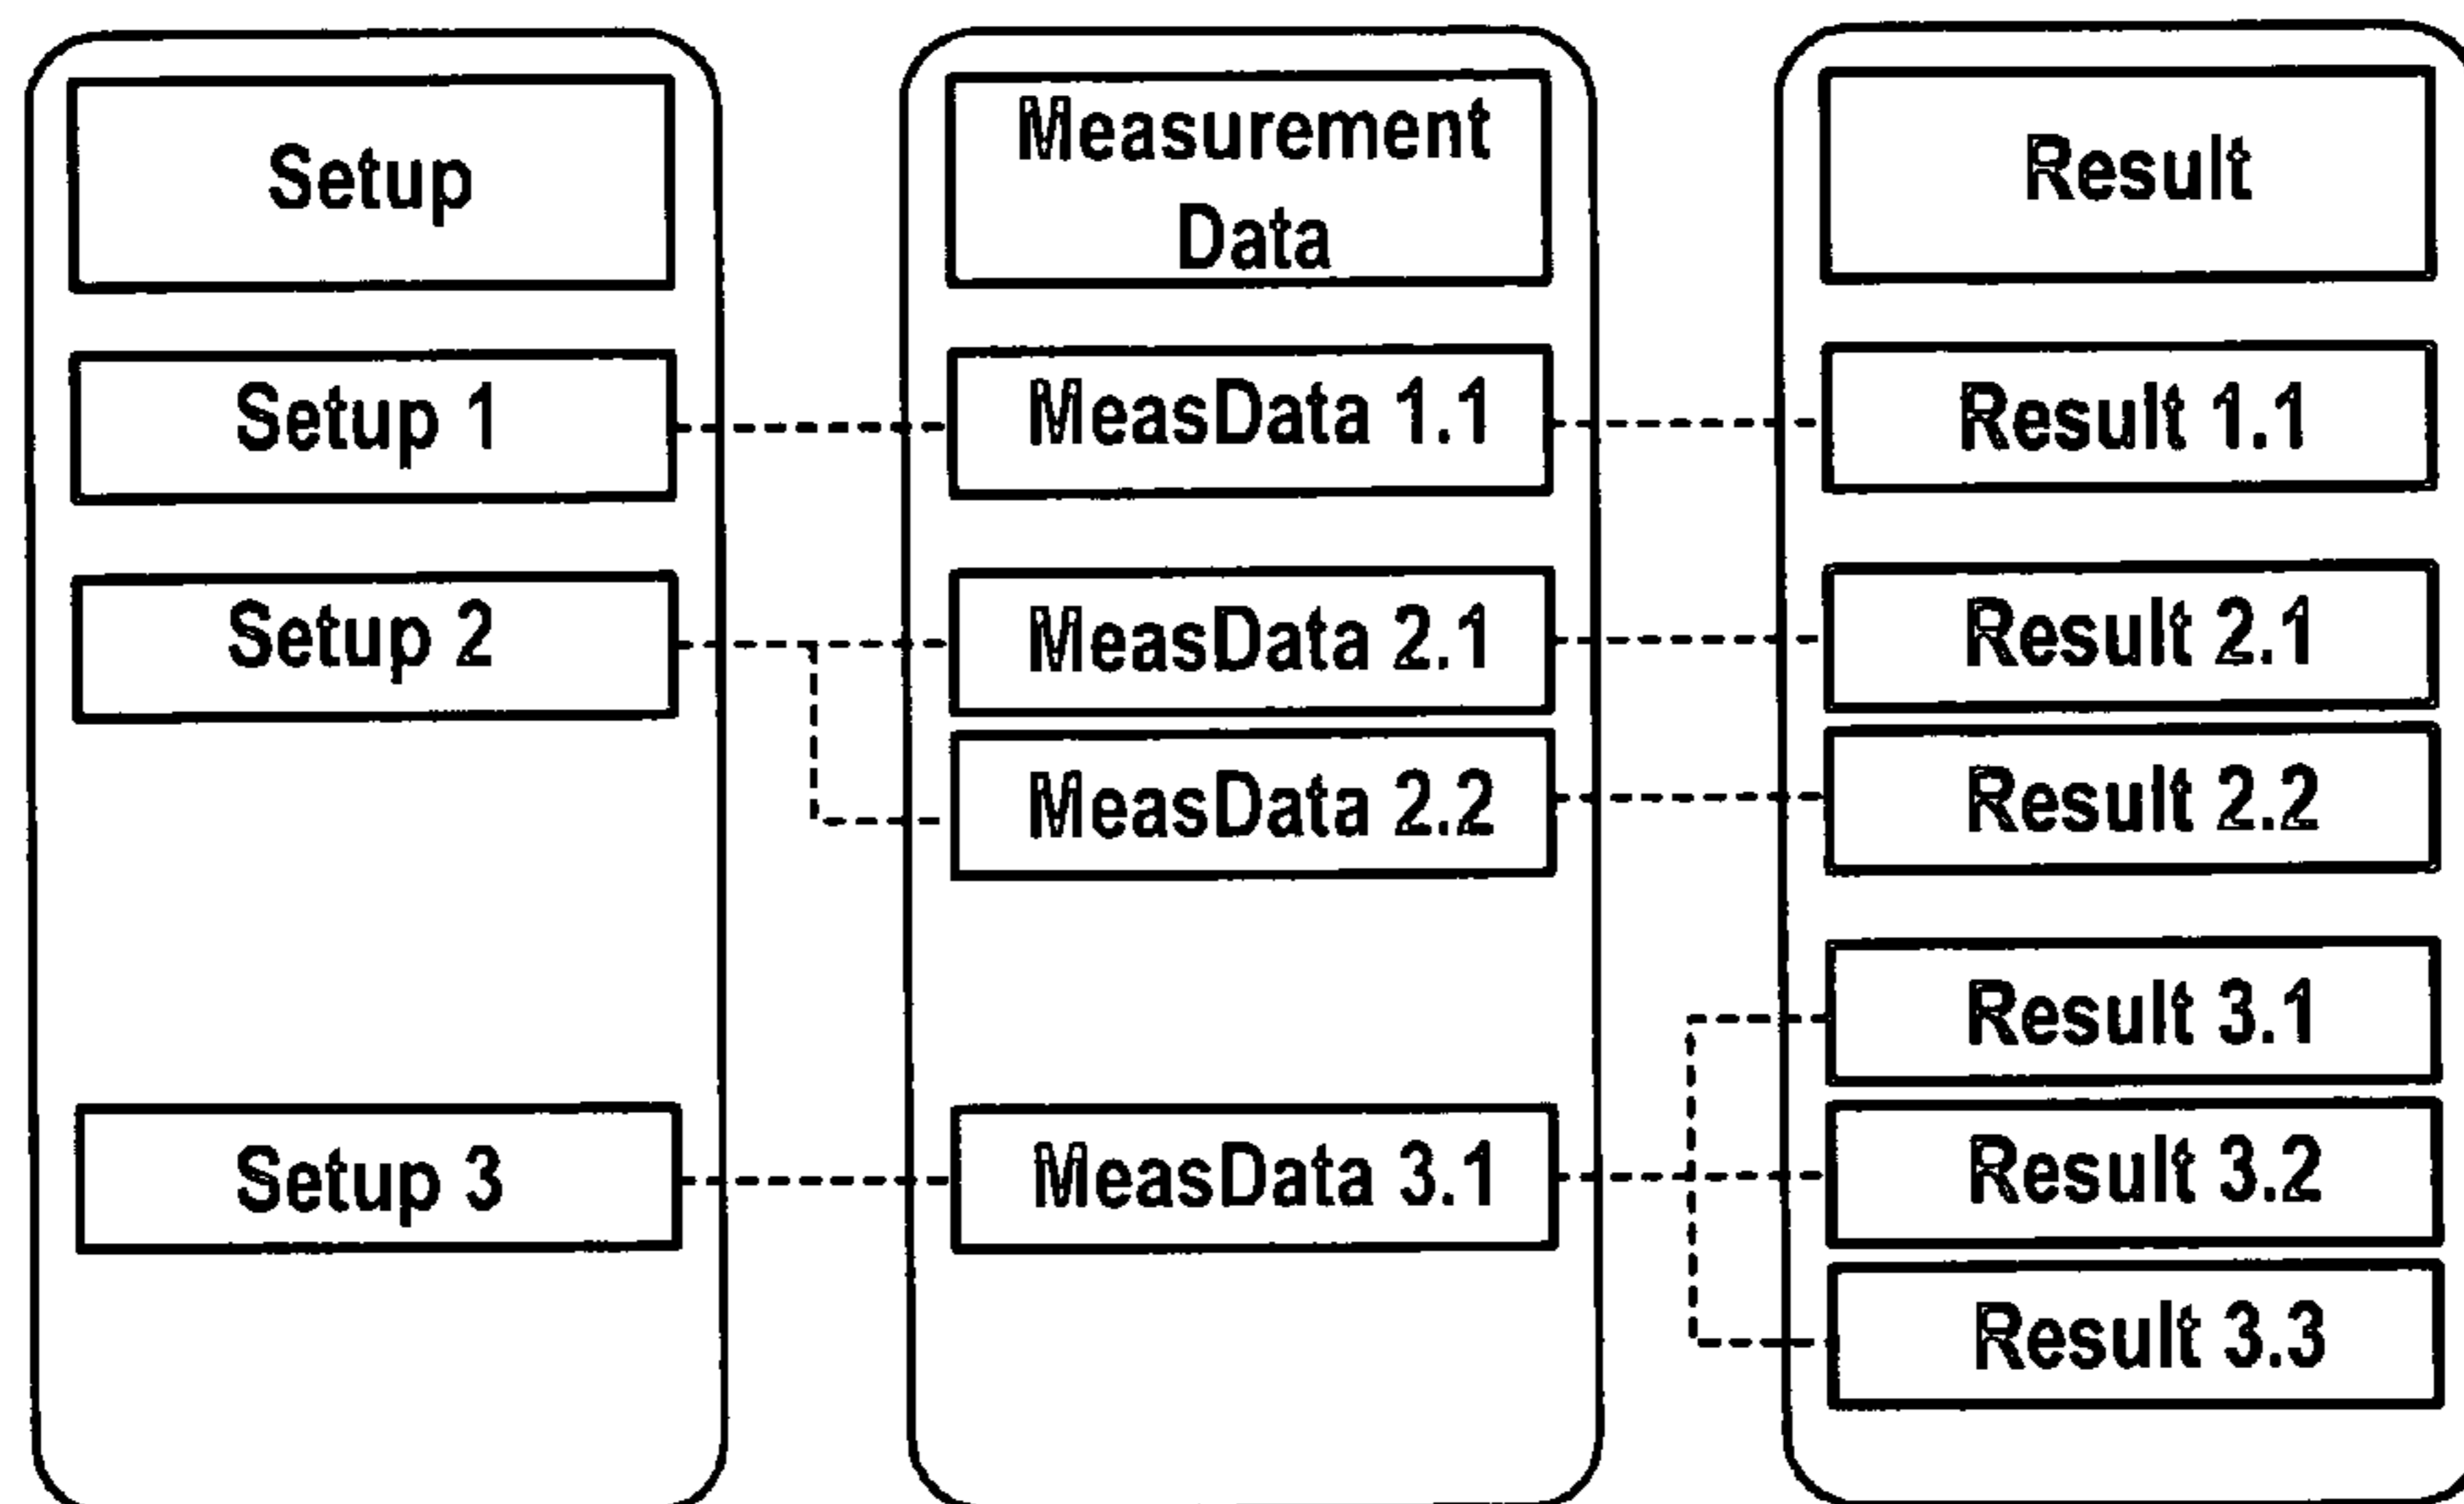 Setup
Measurement
Data
Result
Setup 1
MeasData 1.1
Result 1.1
Setup 2
MeasData 2.1
Result 2.1
MeasData 2.2
Result 2.2
Result 3.1
Setup 3
MeasData 3.1
Result 3.2
Result 3.3